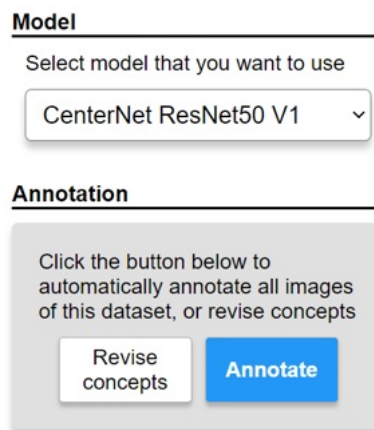 Model
Select model that you want to use
CenterNet ResNet50 V1
Annotation
Click the button below to
automatically annotate all images
of this dataset, or revise concepts
Revise
concepts
Annotate